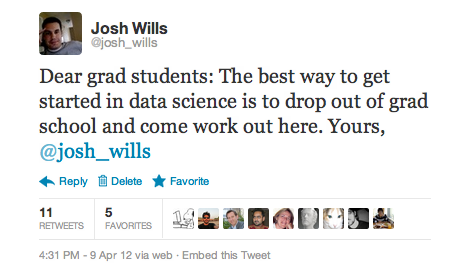 Josh Wills
@josh_wills
Dear grad students: The best way to get
started in data science is to drop out of grad
school and come work out here. Yours,
@josh_wills
Reply Delete Favorite
11 5
RETWEETS FAVORITES
4:31 PM - 9 Apr 12 via web · Embed this Tweet